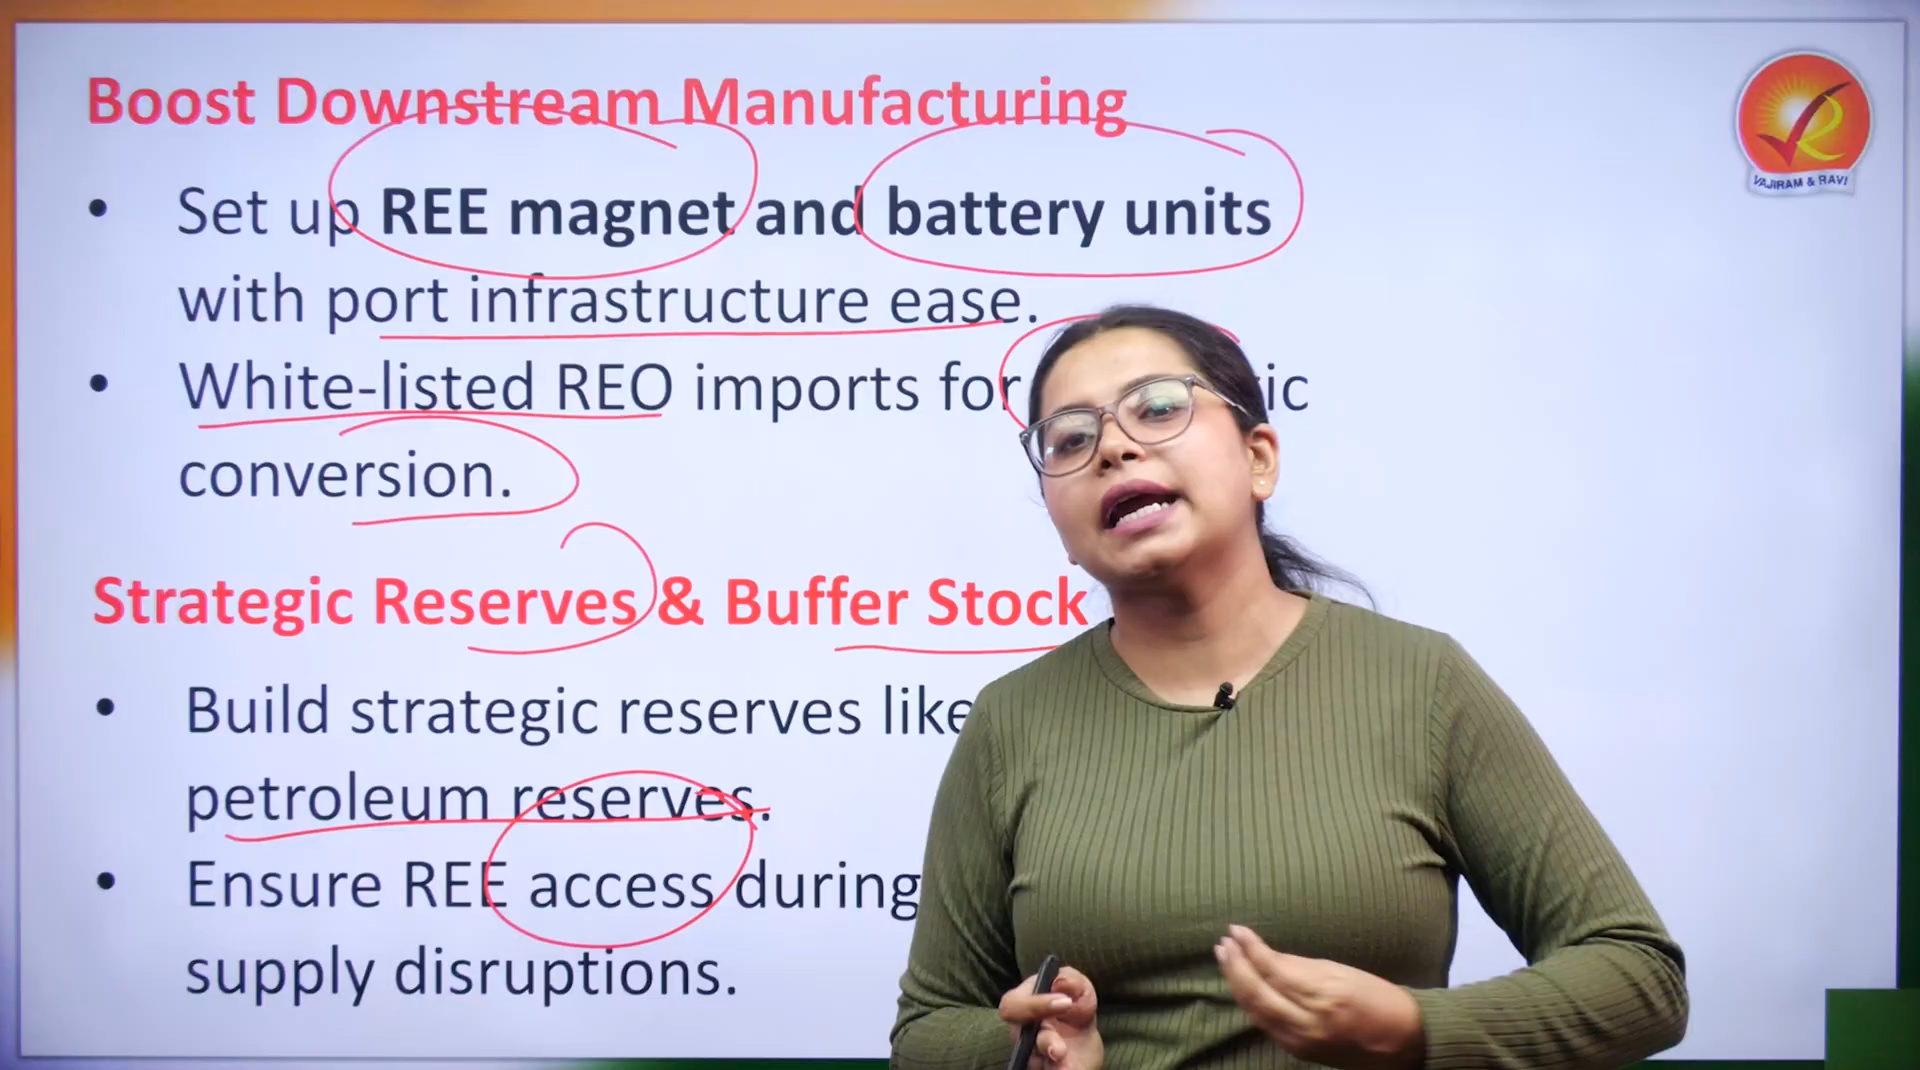 Boost Downstream Manufacturing
VAJIRAM & RAVI
• Set up REE magnet and battery units
with port infrastructure ease.
• White-listed REO imports for
conversion.
Strategic Reserves & Buffer Stock
• Build strategic reserves like
petroleum reserves.
• Ensure REE access during
supply disruptions.